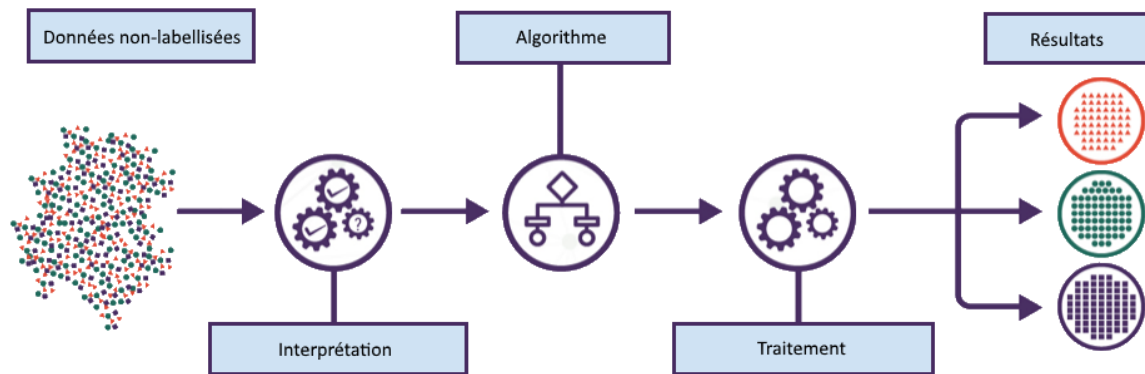 Données non-labellisées
Algorithme
Résultats
?
Interprétation
Traitement